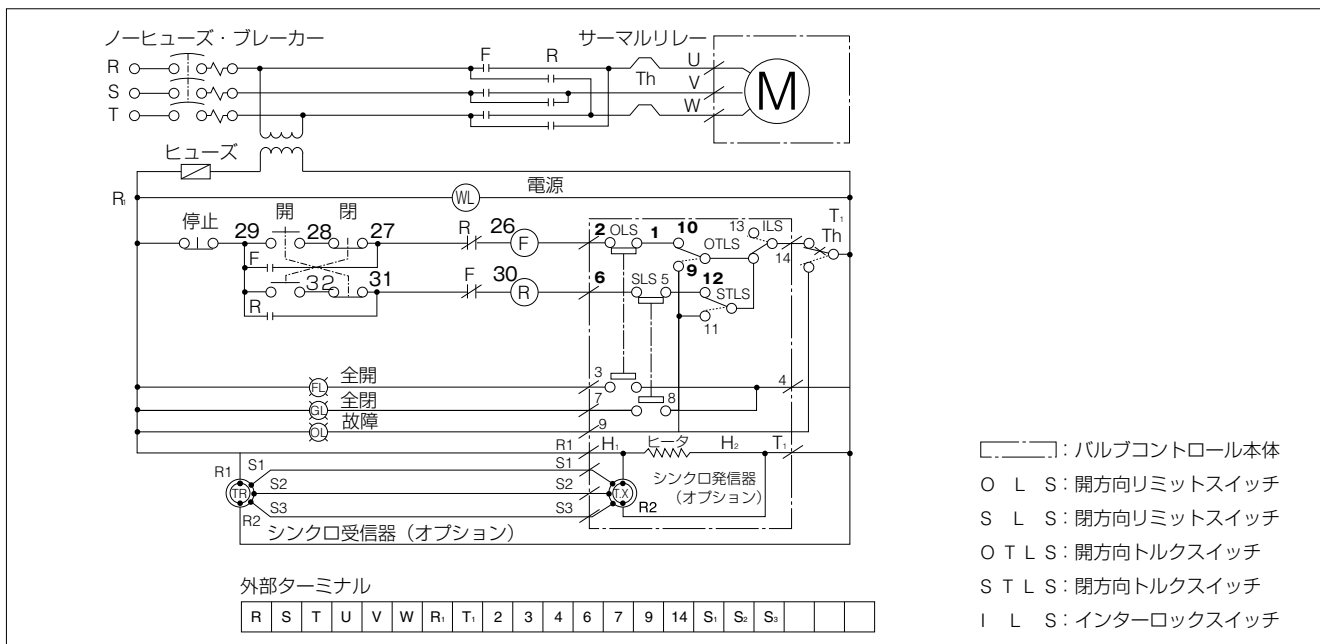 ノーヒューズ・ブレーカー
サーマルリレー
R
S
T
F R
Th
U
V
W
M
ヒューズ
R₁
WL
電源
停止
29
開
28
閉
27
R
26
F
2
OLS
1
10
OTLS
13
ILS
14
T₁
Th
F
32
31
R
F
30
R
6
SLS 5
9
12
STLS
11
FL
全開
3
4
GL
全閉
7
8
OL
故障
9
R1
H₁
ヒータ
H₂
T₁
R1
TR
R2
S1
S2
S3
S1
S2
S3
T.X
R2
シンクロ発信器
(オプション)
シンクロ受信器(オプション)
外部ターミナル
R S T U V W R₁ T₁ 2 3 4 6 7 9 14 S₁ S₂ S₃
:バルブコントロール本体
O L S:開方向リミットスイッチ
S L S:閉方向リミットスイッチ
O T L S:開方向トルクスイッチ
S T L S:閉方向トルクスイッチ
I L S:インターロックスイッチ